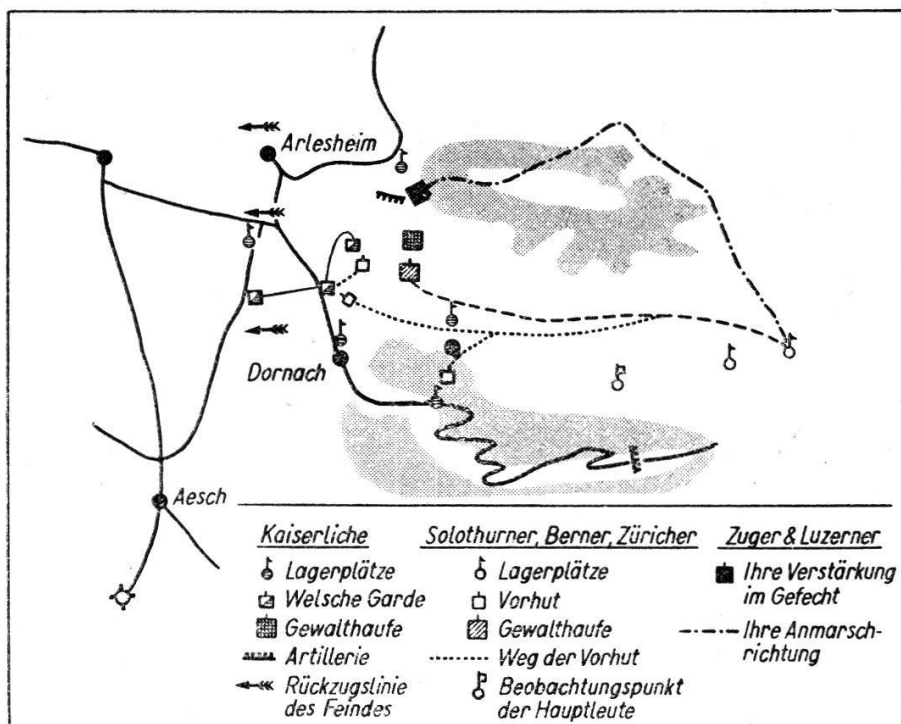 Arlesheim
Dornach
Aesch
Kaiserliche
Lagerplätze
Welsche Garde
Gewalthaufe
Artillerie
Rückzugslinie
des Feindes
Solothurner, Berner, Züricher
Lagerplätze
Vorhut
Gewalthaufe
Weg der Vorhut
Beobachtungspunkt
der Hauptleute
Zuger & Luzerner
Ihre Verstärkung
im Gefecht
Ihre Anmarsch-
richtung